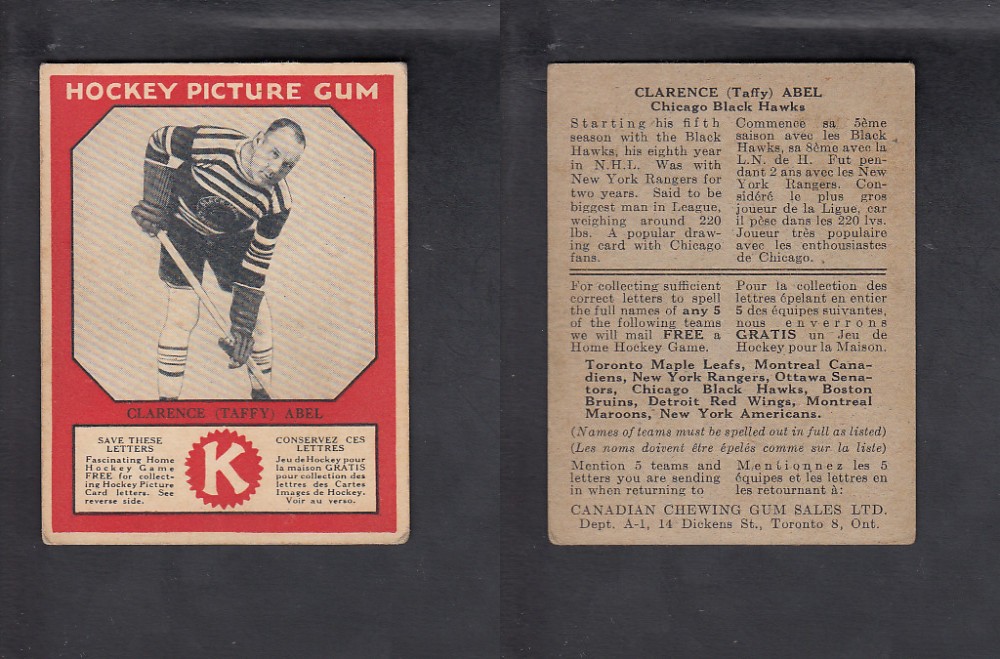 HOCKEY PICTURE GUM
CLARENCE (TAFFY) ABEL
SAVE THESE
LETTERS
Fascinating Home
Hockey Game
FREE for collect-
ing Hockey Picture
Card letters. See
reverse side.
K
CONSERVEZ CES
LETTRES
Jeu de Hockey pour
la maison GRATIS
pour collection des
lettres des Cartes
Images de Hockey.
Voir au verso.
CLARENCE (Taffy) ABEL
Chicago Black Hawks
Starting his fifth
season with the Black
Hawks, his eighth year
in N.H.L. Was with
New York Rangers for
two years. Said to be
biggest man in League,
weighing around 220
lbs. A popular draw-
ing card with Chicago
fans.
Commence sa 5ème
saison avec les Black
Hawks, sa 8ême avec la
L.N. de H. Fut pen-
dant 2 ans avec les New
York Rangers. Con-
sidéré le plus gros
joueur de la Ligue, car
il pèse dans les 220 lvs.
Joueur très populaire
avec les enthousiastes
de Chicago.
For collecting sufficient
correct letters to spell
the full names of any 5
of the following teams
we will mail FREE a
Home Hockey Game.
Pour la collection des
lettres épelant en entier
5 des équipes suivantes,
nous enverrons
GRATIS un Jeu de
Hockey pour la Maison.
Toronto Maple Leafs, Montreal Cana-
diens, New York Rangers, Ottawa Sena-
tors, Chicago Black Hawks, Boston
Bruins, Detroit Red Wings, Montreal
Maroons, New York Americans.
(Names of teams must be spelled out in full as listed)
(Les noms doivent être épelés comme sur la liste)
Mention 5 teams and
letters you are sending
in when returning to
Mentionnez les 5
équipes et les lettres en
les retournant à:
CANADIAN CHEWING GUM SALES LTD.
Dept. A-1, 14 Dickens St., Toronto 8, Ont.